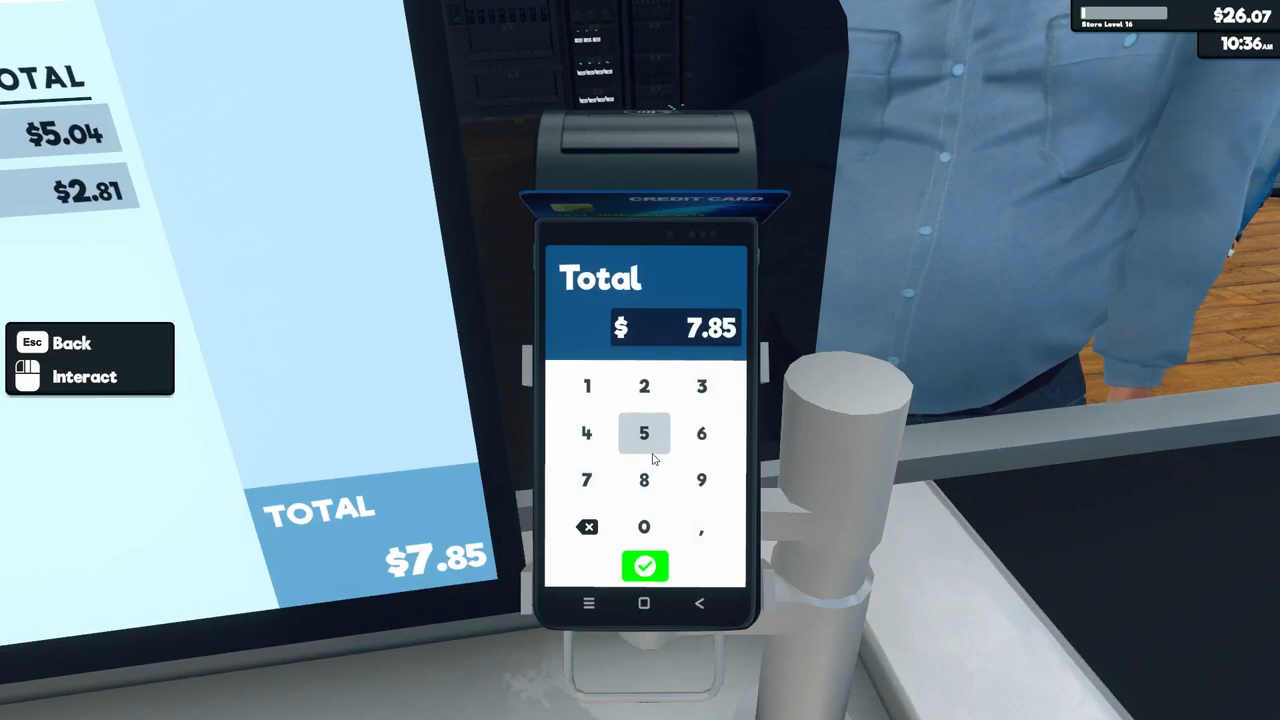 Store Level 16
$26.07
10:36AM
OTAL
$5.04
$2.81
CREDIT CARD
Total
$ 7.85
1 2 3
4 5 6
7 8 9
0 ,
Esc Back
Interact
TOTAL
$7.85